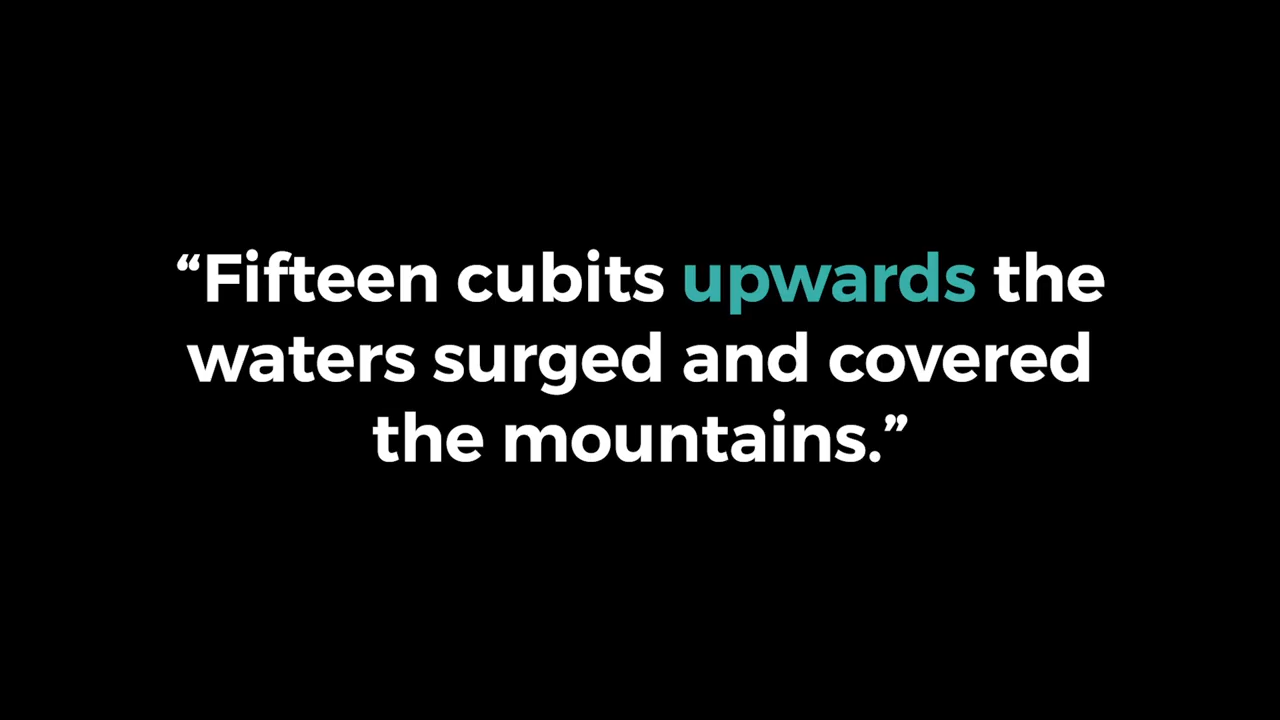 “Fifteen cubits upwards the
waters surged and covered
the mountains.”